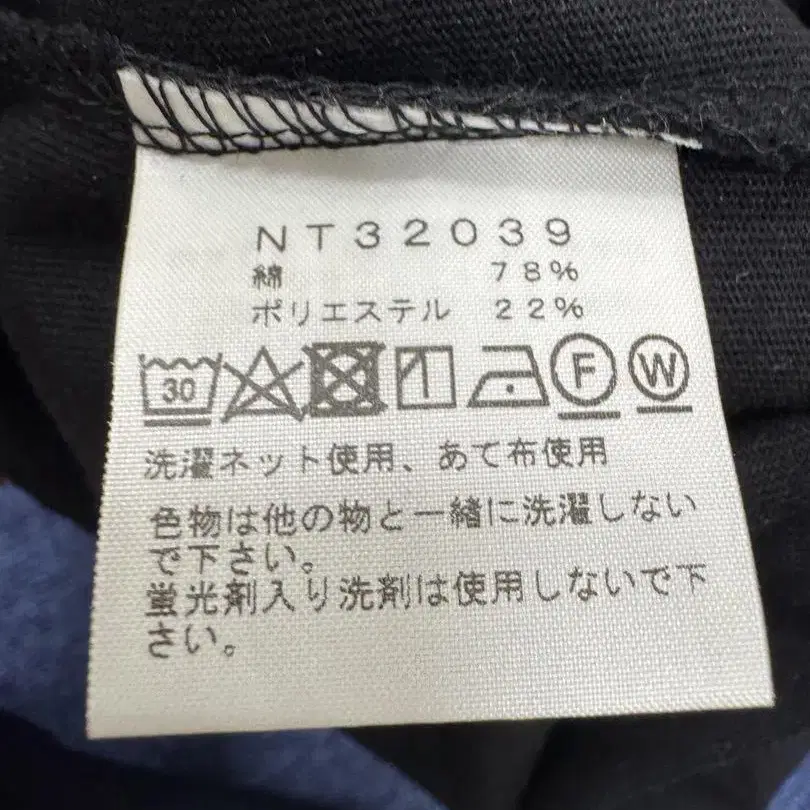 NT32039
綿 78%
ポリエステル 22%
30 F W
洗濯ネット使用、あて布使用
色物は他の物と一緒に洗濯しない
で下さい。
蛍光剤入り洗剤は使用しないで下
さい。